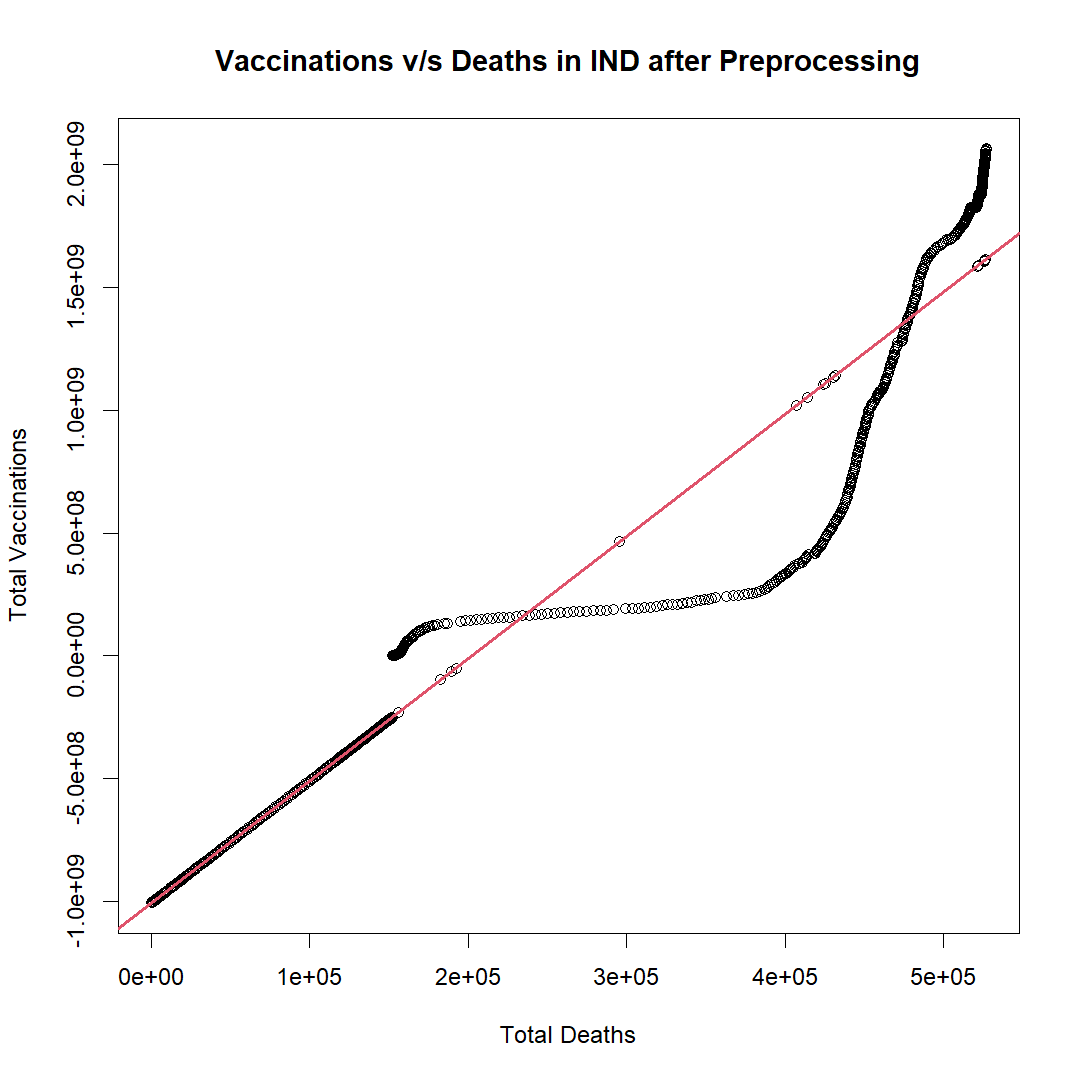 Vaccinations v/s Deaths in IND after Preprocessing
Total Vaccinations
2.0e+09
1.5e+09
1.0e+09
5.0e+08
0.0e+00
-5.0e+08
-1.0e+09
0e+00
1e+05
2e+05
3e+05
4e+05
5e+05
Total Deaths